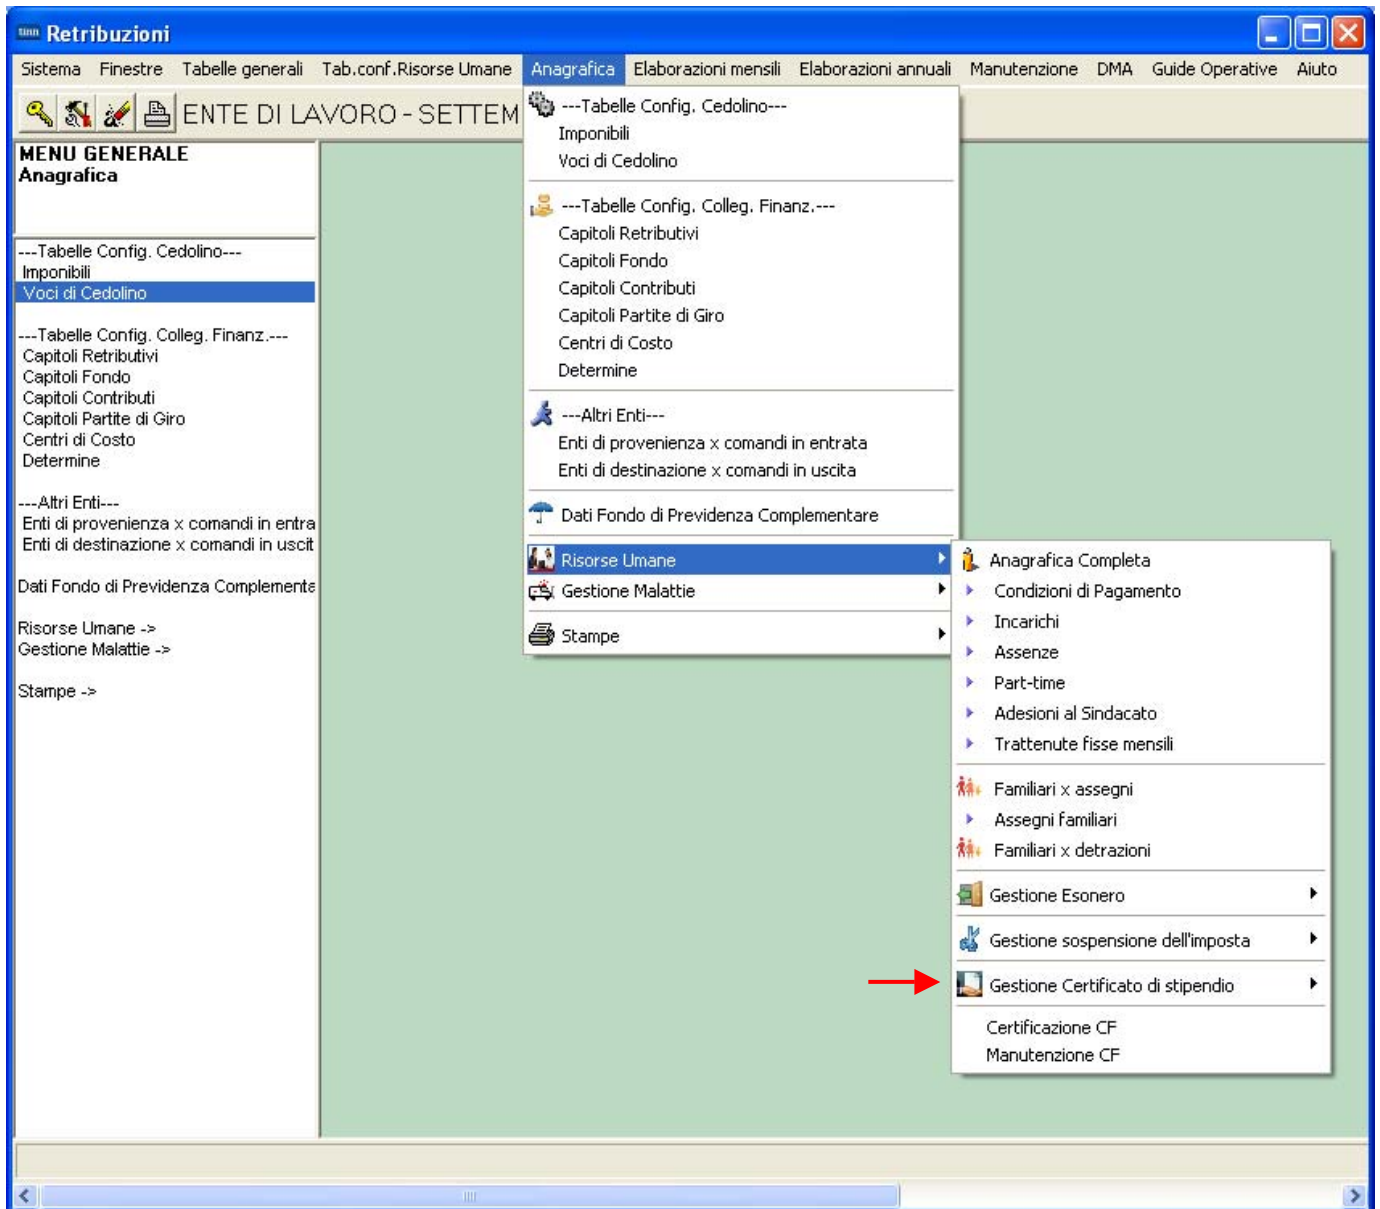 tinn Retribuzioni
Sistema Finestre Tabelle generali Tab.conf.Risorse Umane Anagrafica Elaborazioni mensili Elaborazioni annuali Manutenzione DMA Guide Operative Aiuto
ENTE DI LAVORO - SETTEM
MENU GENERALE
Anagrafica
---Tabelle Config. Cedolino---
Imponibili
Voci di Cedolino
---Tabelle Config. Colleg. Finanz.---
Capitoli Retributivi
Capitoli Fondo
Capitoli Contributi
Capitoli Partite di Giro
Centri di Costo
Determine
---Altri Enti---
Enti di provenienza x comandi in entra
Enti di destinazione x comandi in uscit
Dati Fondo di Previdenza Complementa
Risorse Umane ->
Gestione Malattie ->
Stampe ->
---Tabelle Config. Cedolino---
Imponibili
Voci di Cedolino
---Tabelle Config. Colleg. Finanz.---
Capitoli Retributivi
Capitoli Fondo
Capitoli Contributi
Capitoli Partite di Giro
Centri di Costo
Determine
---Altri Enti---
Enti di provenienza x comandi in entrata
Enti di destinazione x comandi in uscita
Dati Fondo di Previdenza Complementare
Risorse Umane
Gestione Malattie
Stampe
Anagrafica Completa
Condizioni di Pagamento
Incarichi
Assenze
Part-time
Adesioni al Sindacato
Trattenute fisse mensili
Familiari x assegni
Assegni familiari
Familiari x detrazioni
Gestione Esonero
Gestione sospensione dell'imposta
Gestione Certificato di stipendio
Certificazione CF
Manutenzione CF